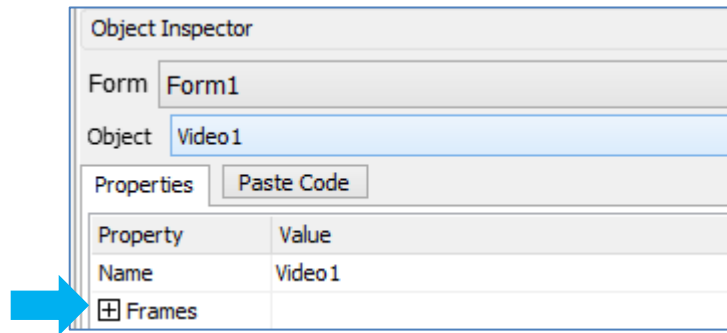 Object Inspector
Form Form1
Object Video1
Properties Paste Code
Property Value
Name Video1
Frames